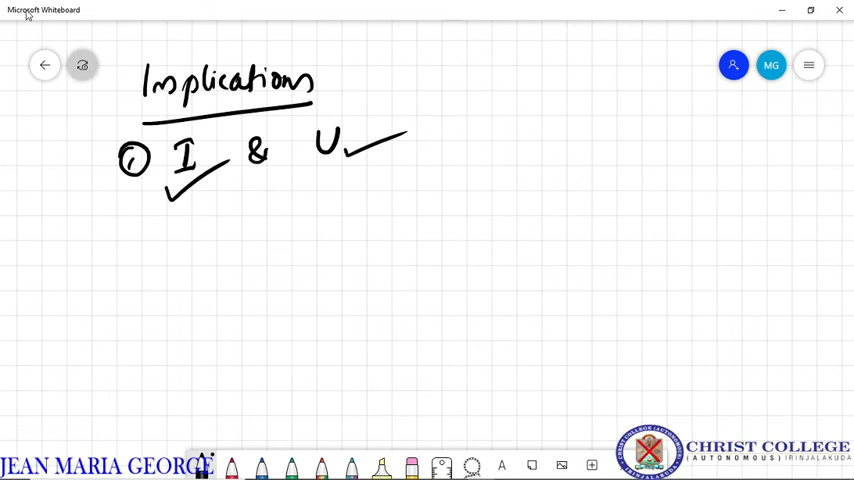 Microsoft Whiteboard
MG
Implications
① I & U
A
JEAN MARIA GEORGE
CHRIST COLLEGE
(AUTONOMOUS) IRINJALAKUDA